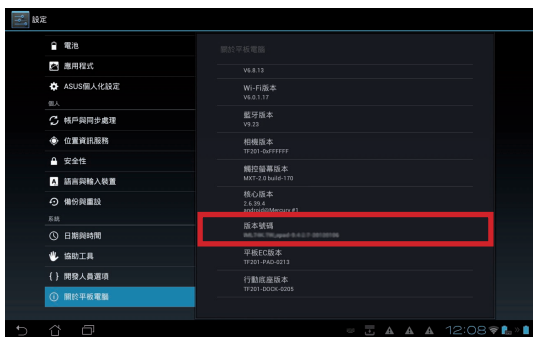 設定
電池
應用程式
ASUS個人化設定
個人
帳戶與同步處理
位置資訊服務
安全性
語言與輸入裝置
備份與重設
系統
日期與時間
協助工具
開發人員選項
關於平板電腦
關於平板電腦
V6.8.13
Wi-Fi版本
V6.0.1.17
藍牙版本
V9.23
相機版本
TF201-0xFFFFFF
觸控螢幕版本
MXT-2.0 build-170
核心版本
2.6.39.4
android@Mercury #1
版本號碼
平板EC版本
TF201-PAD-0213
行動底座版本
TF201-DOCK-0205
12:08